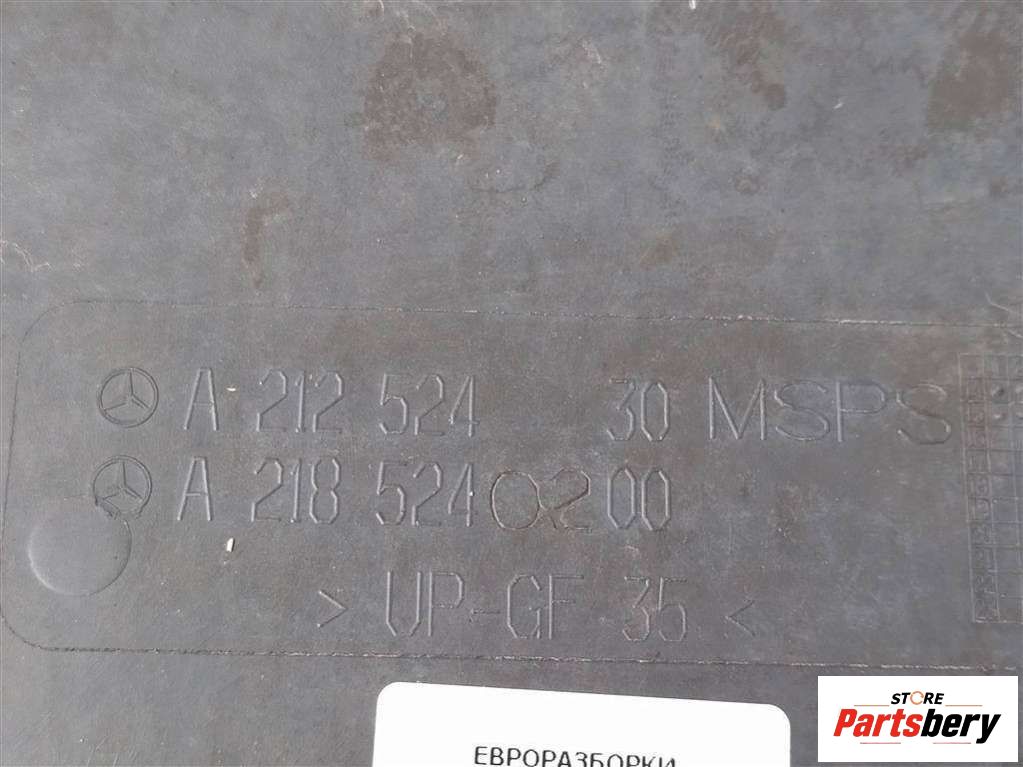 A 212 524 30 MSPS
A 218 524 02 00
> UP-GF 35 <
ЕВРОРАЗБОРКИ
STORE
Partsbery